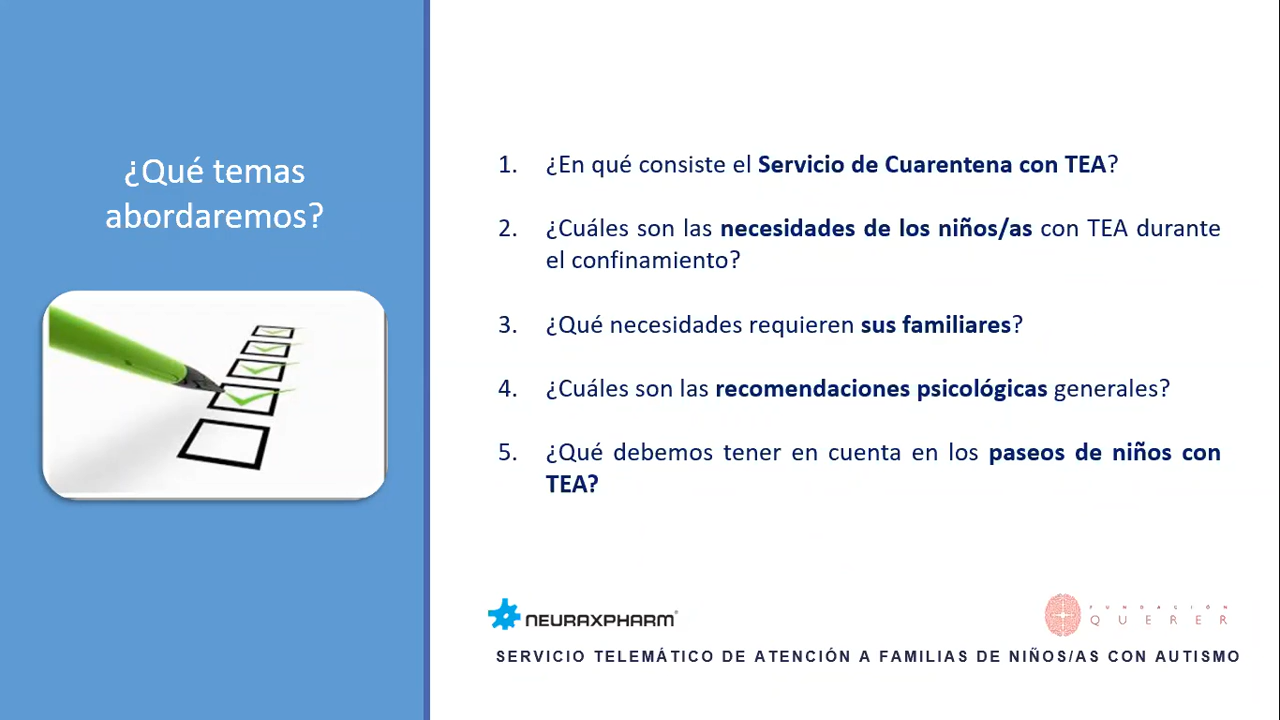 ¿Qué temas
abordaremos?
1. ¿En qué consiste el Servicio de Cuarentena con TEA?
2. ¿Cuáles son las necesidades de los niños/as con TEA durante
el confinamiento?
3. ¿Qué necesidades requieren sus familiares?
4. ¿Cuáles son las recomendaciones psicológicas generales?
5. ¿Qué debemos tener en cuenta en los paseos de niños con
TEA?
NEURAXPHARM®
FUNDACIÓN
QUERER
SERVICIO TELEMÁTICO DE ATENCIÓN A FAMILIAS DE NIÑOS/AS CON AUTISMO